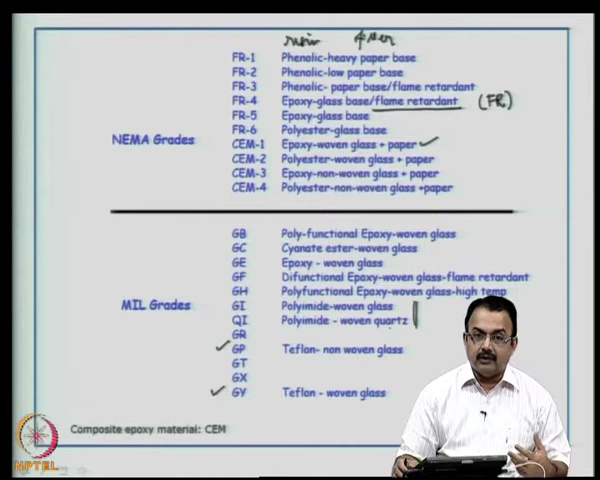 resin fiber
FR-1 Phenolic-heavy paper base
FR-2 Phenolic-low paper base
FR-3 Phenolic- paper base/flame retardant
FR-4 Epoxy-glass base/flame retardant (FR)
FR-5 Epoxy-glass base
FR-6 Polyester-glass base
NEMA Grades
CEM-1 Epoxy-woven glass + paper
CEM-2 Polyester-woven glass + paper
CEM-3 Epoxy-non-woven glass + paper
CEM-4 Polyester-non-woven glass +paper
GB Poly-functional Epoxy-woven glass
GC Cyanate ester-woven glass
GE Epoxy - woven glass
GF Difunctional Epoxy-woven glass-flame retardant
GH Polyfunctional Epoxy-woven glass-high temp
MIL Grades
GI Polyimide-woven glass
QI Polyimide - woven quartz
GR
GP Teflon- non woven glass
GT
GX
GY Teflon - woven glass
Composite epoxy material: CEM
NPTEL